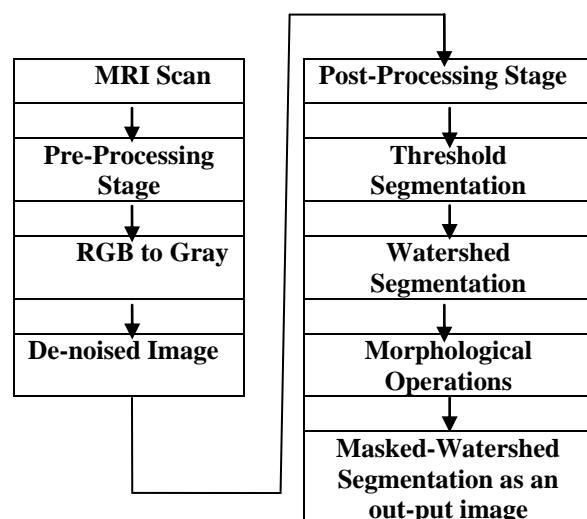 MRI Scan
Pre-Processing
Stage
RGB to Gray
De-noised Image
Post-Processing Stage
Threshold
Segmentation
Watershed
Segmentation
Morphological
Operations
Masked-Watershed
Segmentation as an
out-put image